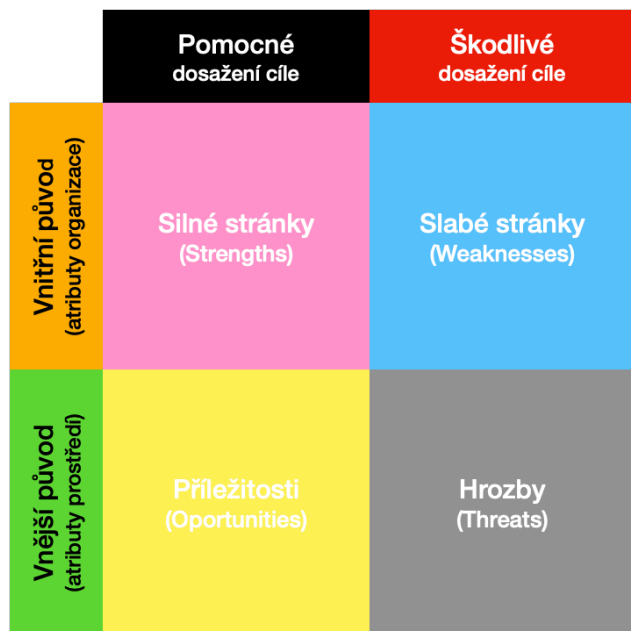 Pomocné
dosažení cíle
Škodlivé
dosažení cíle
Vnitřní původ
(atributy organizace)
Silné stránky
(Strengths)
Slabé stránky
(Weaknesses)
Vnější původ
(atributy prostředí)
Příležitosti
(Oportunities)
Hrozby
(Threats)